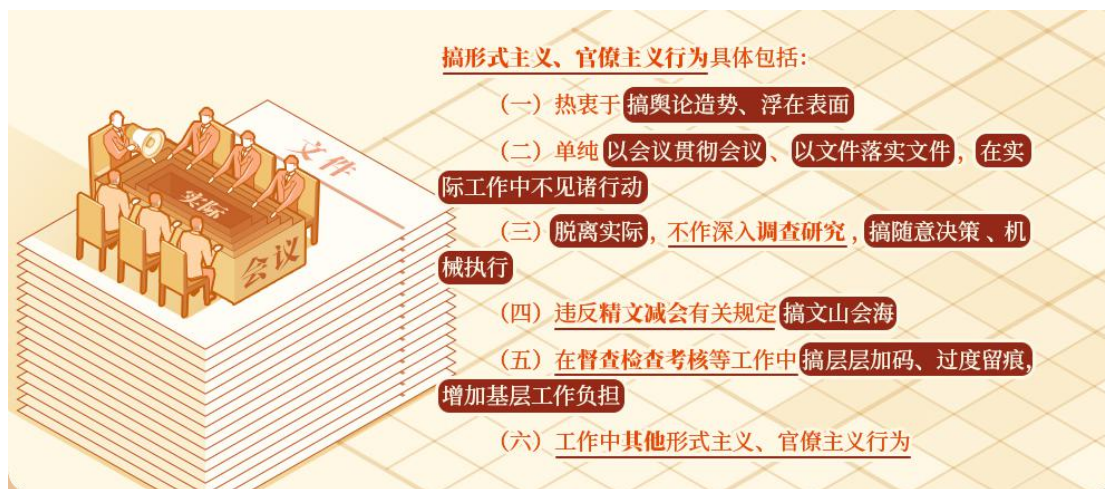 搞形式主义、官僚主义行为具体包括：
（一）热衷于搞舆论造势、浮在表面
（二）单纯以会议贯彻会议、以文件落实文件，在实
际工作中不见诸行动
（三）脱离实际，不作深入调查研究，搞随意决策、机
械执行
（四）违反精文减会有关规定搞文山会海
（五）在督查检查考核等工作中搞层层加码、过度留痕，
增加基层工作负担
（六）工作中其他形式主义、官僚主义行为
文件
实际
会议